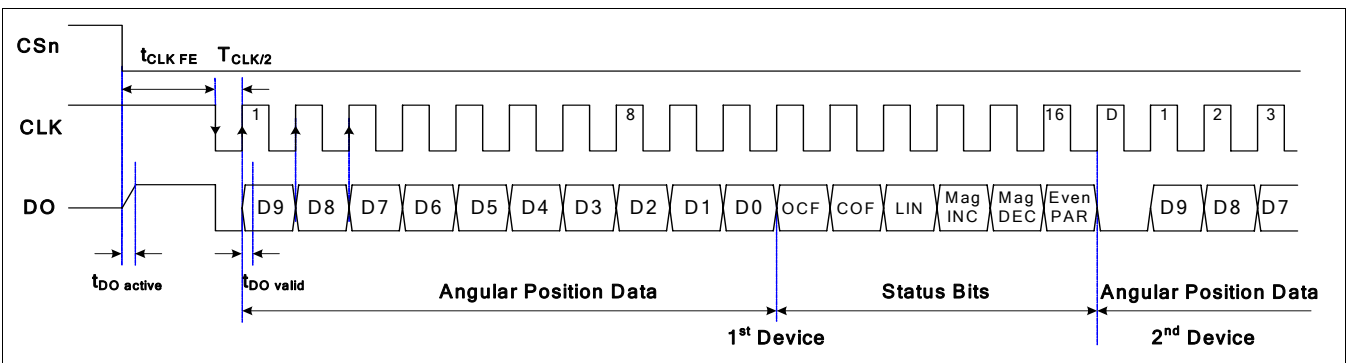 CSn
tCLK FE TCLK/2
CLK 1 8 16 D 1 2 3
DO D9 D8 D7 D6 D5 D4 D3 D2 D1 D0 OCF COF LIN Mag INC Mag DEC Even PAR D9 D8 D7
tDO active tDO valid
Angular Position Data Status Bits Angular Position Data
1st Device 2nd Device